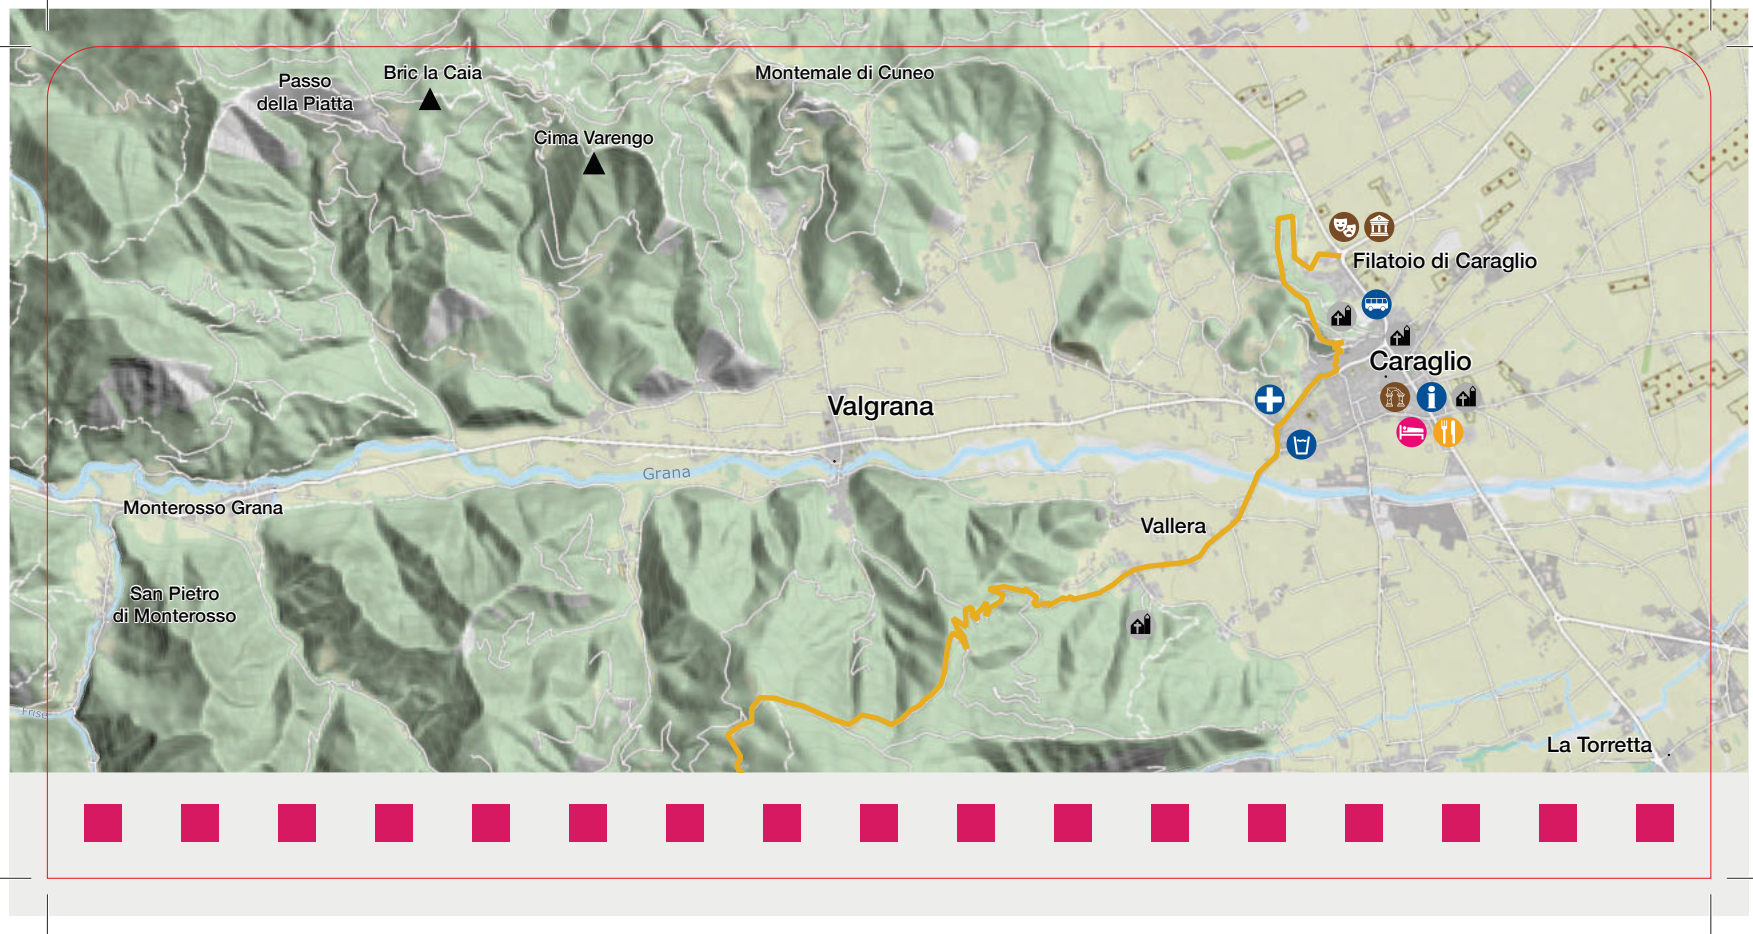 Passo
della Piatta
Bric la Caia
Montemale di Cuneo
Cima Varengo
Filatoio di Caraglio
Caraglio
Valgrana
Grana
Monterosso Grana
Vallera
San Pietro
di Monterosso
Frise
La Torretta